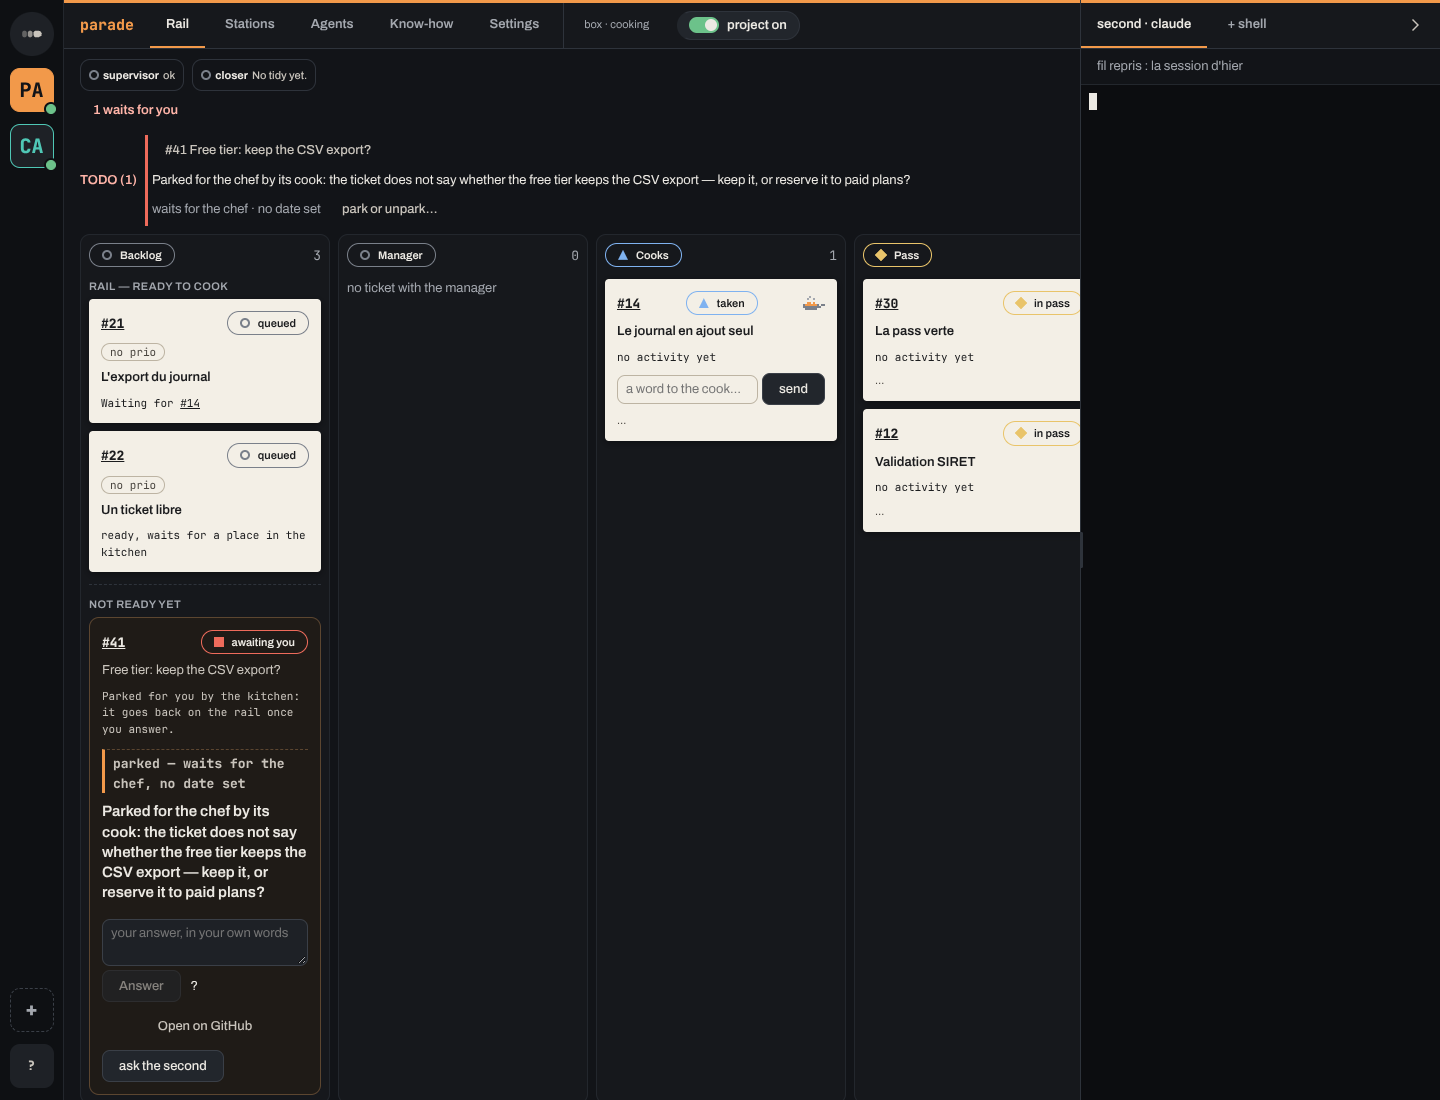 parade
Rail
Stations
Agents
Know-how
Settings
box · cooking
project on
second · claude
+ shell
PA
CA
supervisor ok
closer No tidy yet.
fil repris : la session d'hier
1 waits for you
TODO (1)
#41 Free tier: keep the CSV export?
Parked for the chef by its cook: the ticket does not say whether the free tier keeps the CSV export — keep it, or reserve it to paid plans?
waits for the chef · no date set
park or unpark...
Backlog
3
RAIL — READY TO COOK
#21
queued
no prio
L'export du journal
Waiting for #14
#22
queued
no prio
Un ticket libre
ready, waits for a place in the
kitchen
NOT READY YET
#41
awaiting you
Free tier: keep the CSV export?
Parked for you by the kitchen:
it goes back on the rail once
you answer.
parked — waits for the
chef, no date set
Parked for the chef by its
cook: the ticket does not say
whether the free tier keeps the
CSV export — keep it, or
reserve it to paid plans?
your answer, in your own words
Answer
?
Open on GitHub
ask the second
Manager
0
no ticket with the manager
Cooks
1
#14
taken
Le journal en ajout seul
no activity yet
a word to the cook...
send
...
Pass
#30
in pass
La pass verte
no activity yet
...
#12
in pass
Validation SIRET
no activity yet
...
+
?